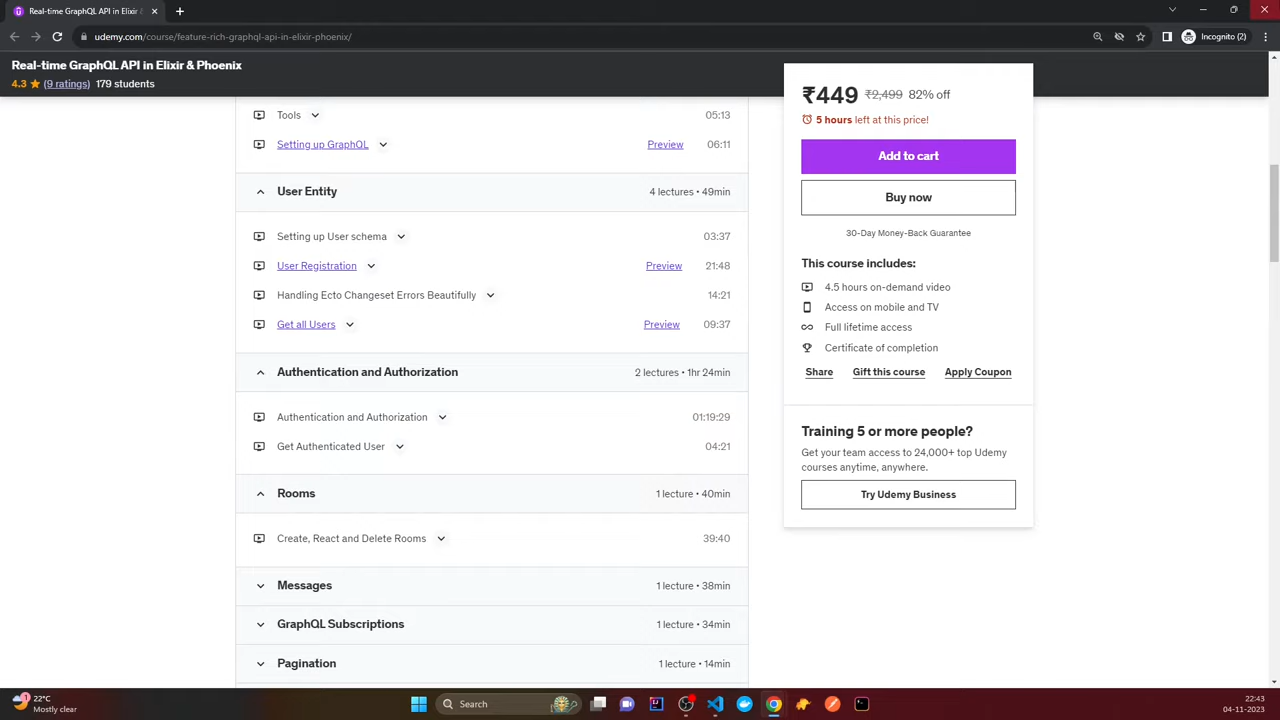 Real-time GraphQL API in Elixir &
udemy.com/course/feature-rich-graphql-api-in-elixir-phoenix/
Incognito (2)
Real-time GraphQL API in Elixir & Phoenix
4.3 (9 ratings) 179 students
Tools 05:13
Setting up GraphQL Preview 06:11
User Entity 4 lectures • 49min
Setting up User schema 03:37
User Registration Preview 21:48
Handling Ecto Changeset Errors Beautifully 14:21
Get all Users Preview 09:37
Authentication and Authorization 2 lectures • 1hr 24min
Authentication and Authorization 01:19:29
Get Authenticated User 04:21
Rooms 1 lecture • 40min
Create, React and Delete Rooms 39:40
Messages 1 lecture • 38min
GraphQL Subscriptions 1 lecture • 34min
Pagination 1 lecture • 14min
₹449 ₹2,499 82% off
5 hours left at this price!
Add to cart
Buy now
30-Day Money-Back Guarantee
This course includes:
4.5 hours on-demand video
Access on mobile and TV
Full lifetime access
Certificate of completion
Share Gift this course Apply Coupon
Training 5 or more people?
Get your team access to 24,000+ top Udemy
courses anytime, anywhere.
Try Udemy Business
1
22°C
Mostly clear
Search
22:43
04-11-2023